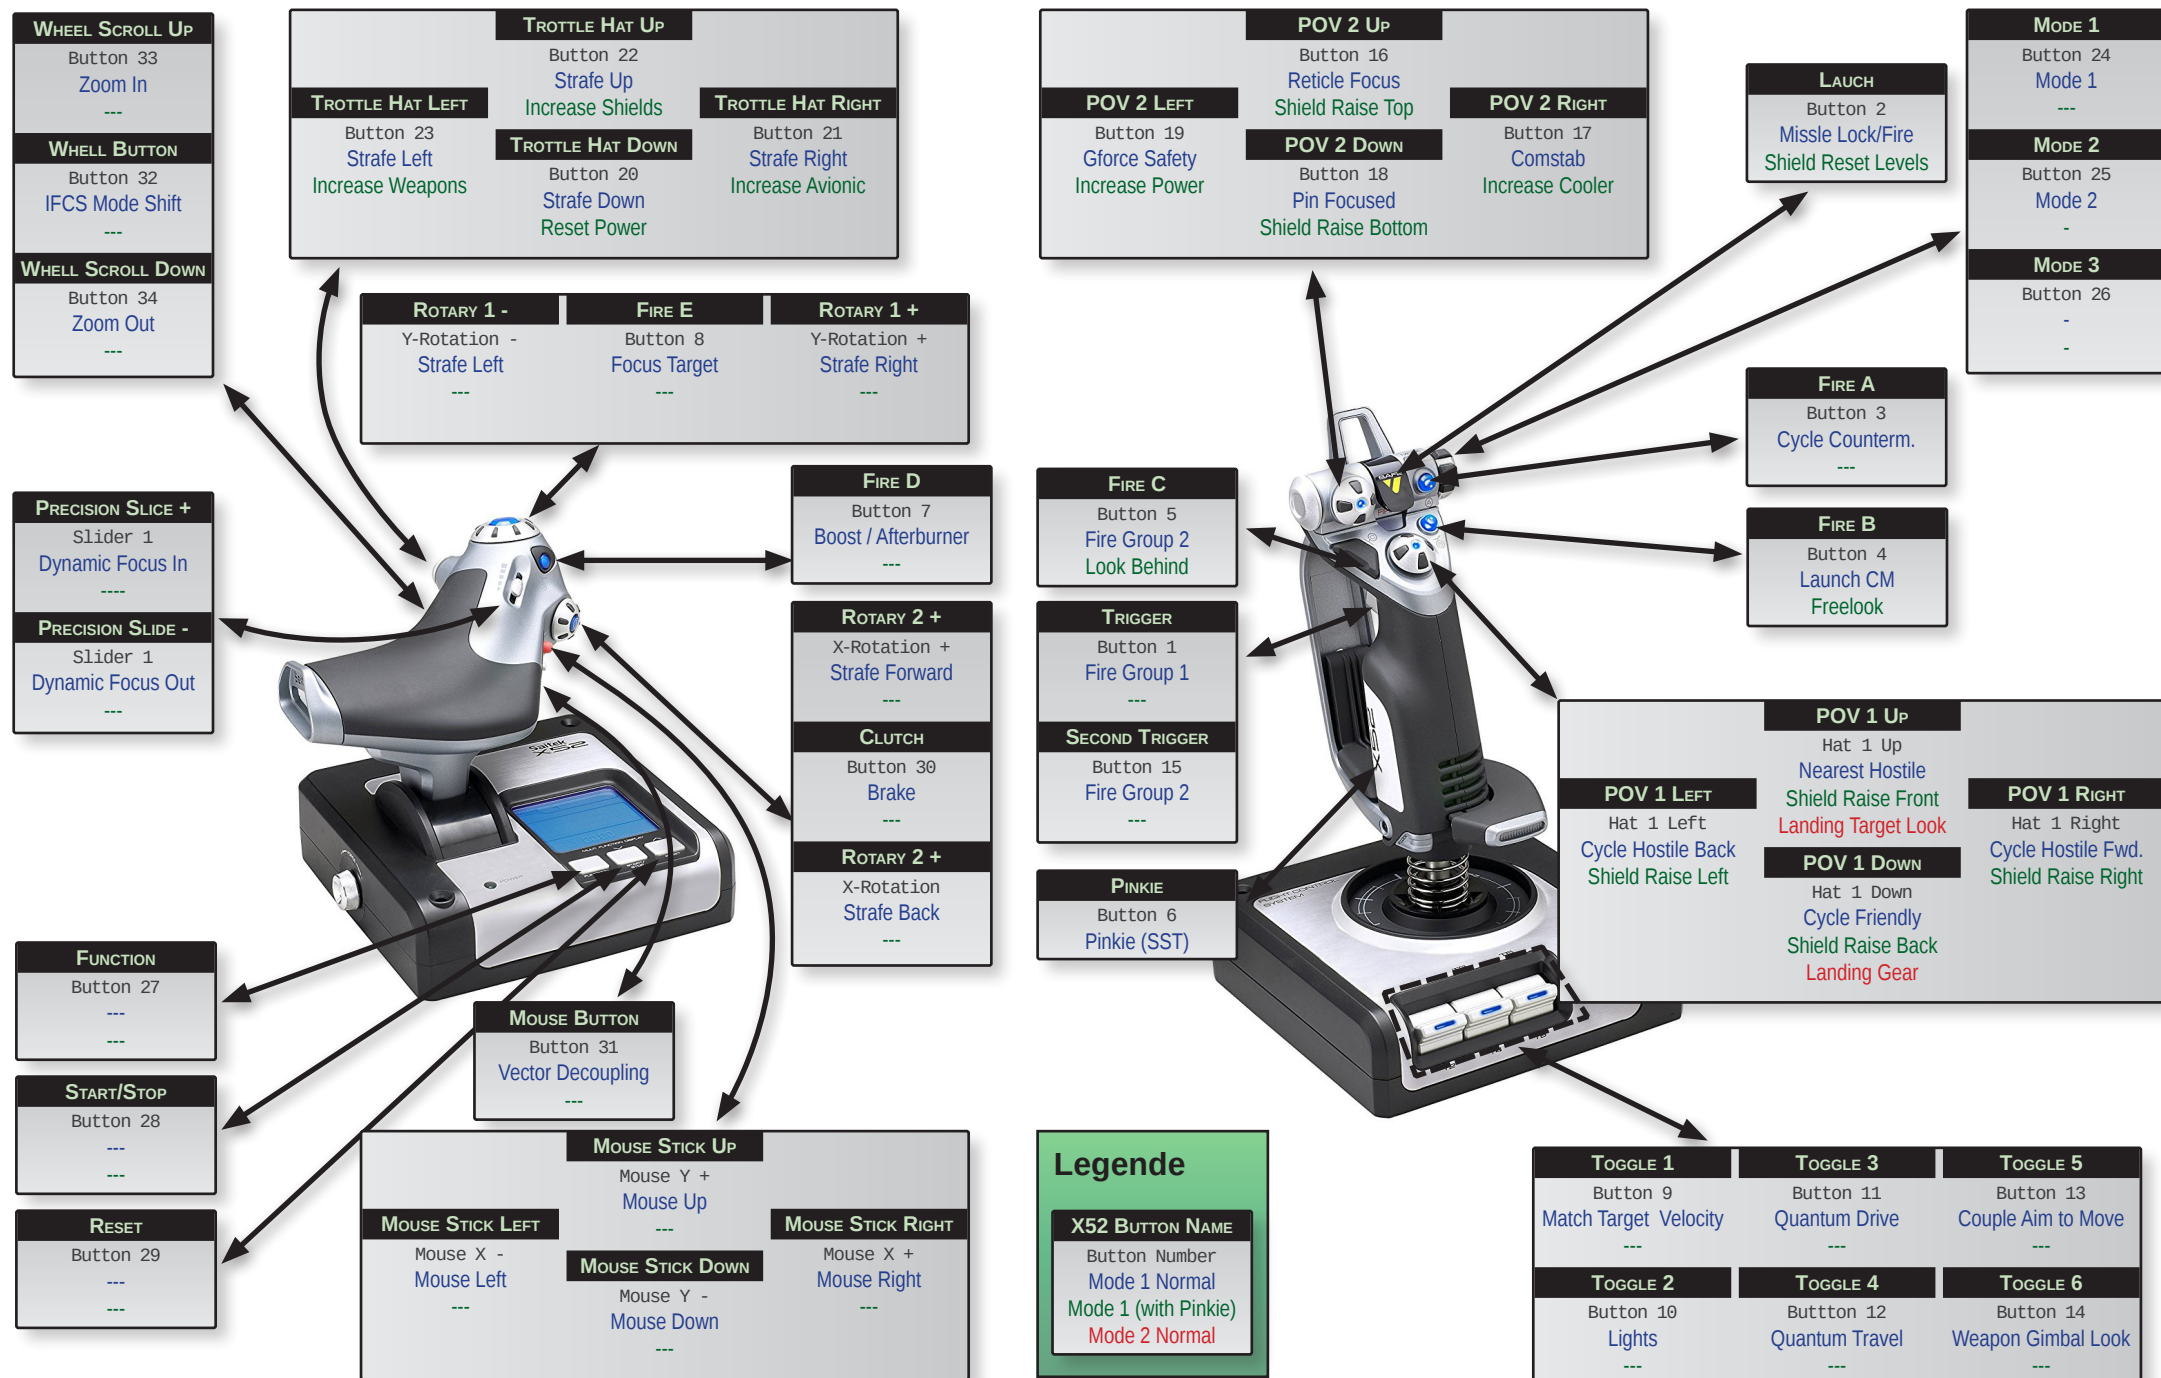 WHEEL SCROLL UP
Button 33
Zoom In
---
WHELL BUTTON
Button 32
IFCS Mode Shift
---
WHELL SCROLL DOWN
Button 34
Zoom Out
---
TROTTLE HAT UP
Button 22
Strafe Up
Increase Shields
TROTTLE HAT LEFT
Button 23
Strafe Left
Increase Weapons
TROTTLE HAT RIGHT
Button 21
Strafe Right
Increase Avionic
TROTTLE HAT DOWN
Button 20
Strafe Down
Reset Power
ROTARY 1 -
Y-Rotation -
Strafe Left
---
FIRE E
Button 8
Focus Target
---
ROTARY 1 +
Y-Rotation +
Strafe Right
---
PRECISION SLICE +
Slider 1
Dynamic Focus In
----
PRECISION SLIDE -
Slider 1
Dynamic Focus Out
---
FIRE D
Button 7
Boost / Afterburner
---
ROTARY 2 +
X-Rotation +
Strafe Forward
---
CLUTCH
Button 30
Brake
---
ROTARY 2 +
X-Rotation
Strafe Back
---
Saitek
X52
POWER
FUNCTION
Button 27
---
---
START/STOP
Button 28
---
---
RESET
Button 29
---
---
MOUSE BUTTON
Button 31
Vector Decoupling
---
MOUSE STICK UP
Mouse Y +
Mouse Up
---
MOUSE STICK LEFT
Mouse X -
Mouse Left
---
MOUSE STICK RIGHT
Mouse X +
Mouse Right
---
MOUSE STICK DOWN
Mouse Y -
Mouse Down
---
POV 2 UP
Button 16
Reticle Focus
Shield Raise Top
POV 2 LEFT
Button 19
Gforce Safety
Increase Power
POV 2 RIGHT
Button 17
Comstab
Increase Cooler
POV 2 DOWN
Button 18
Pin Focused
Shield Raise Bottom
LAUCH
Button 2
Missle Lock/Fire
Shield Reset Levels
MODE 1
Button 24
Mode 1
---
MODE 2
Button 25
Mode 2
-
MODE 3
Button 26
-
-
FIRE A
Button 3
Cycle Counterm.
---
FIRE B
Button 4
Launch CM
Freelook
FIRE C
Button 5
Fire Group 2
Look Behind
TRIGGER
Button 1
Fire Group 1
---
SECOND TRIGGER
Button 15
Fire Group 2
---
PINKIE
Button 6
Pinkie (SST)
X52
FLIGHT CONTROL
SYSTEM
POV 1 UP
Hat 1 Up
Nearest Hostile
Shield Raise Front
Landing Target Look
POV 1 LEFT
Hat 1 Left
Cycle Hostile Back
Shield Raise Left
POV 1 RIGHT
Hat 1 Right
Cycle Hostile Fwd.
Shield Raise Right
POV 1 DOWN
Hat 1 Down
Cycle Friendly
Shield Raise Back
Landing Gear
Legende
X52 BUTTON NAME
Button Number
Mode 1 Normal
Mode 1 (with Pinkie)
Mode 2 Normal
TOGGLE 1
Button 9
Match Target Velocity
---
TOGGLE 3
Button 11
Quantum Drive
---
TOGGLE 5
Button 13
Couple Aim to Move
---
TOGGLE 2
Button 10
Lights
---
TOGGLE 4
Buttton 12
Quantum Travel
---
TOGGLE 6
Button 14
Weapon Gimbal Look
---